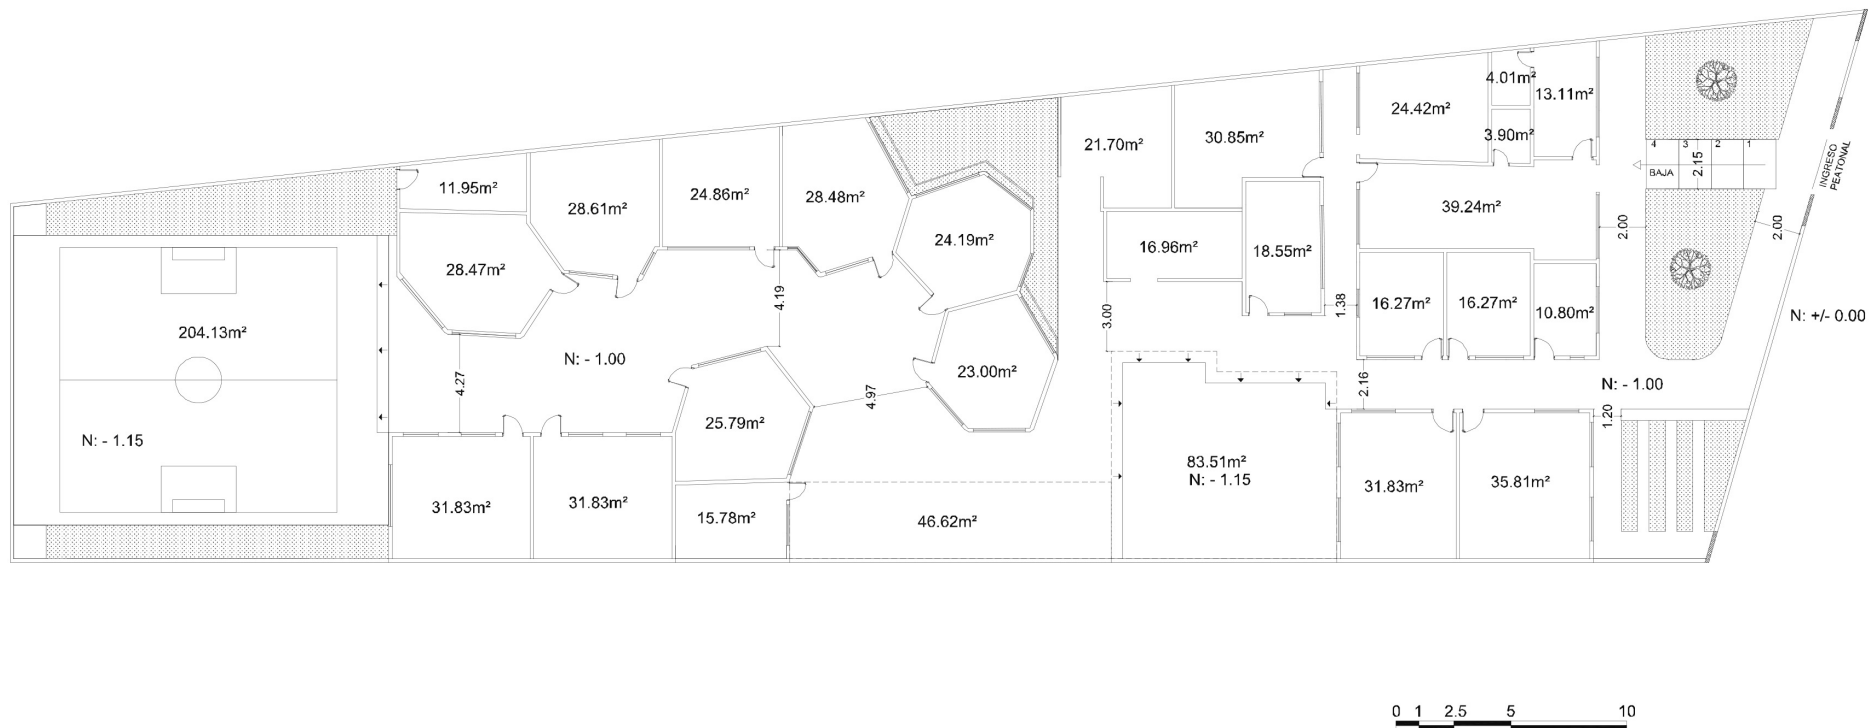 4.01m²
13.11m²
24.42m²
3.90m²
21.70m²
30.85m²
4
3
2
1
BAJA
2.15
INGRESO
PEATONAL
11.95m²
28.61m²
24.86m²
28.48m²
39.24m²
2.00
2.00
24.19m²
16.96m²
18.55m²
28.47m²
4.19
3.00
1.38
16.27m²
16.27m²
10.80m²
N: +/- 0.00
204.13m²
N: - 1.00
4.27
23.00m²
4.97
2.16
N: - 1.00
1.20
25.79m²
N: - 1.15
83.51m²
N: - 1.15
31.83m²
35.81m²
31.83m²
31.83m²
15.78m²
46.62m²
0 1 2.5 5 10